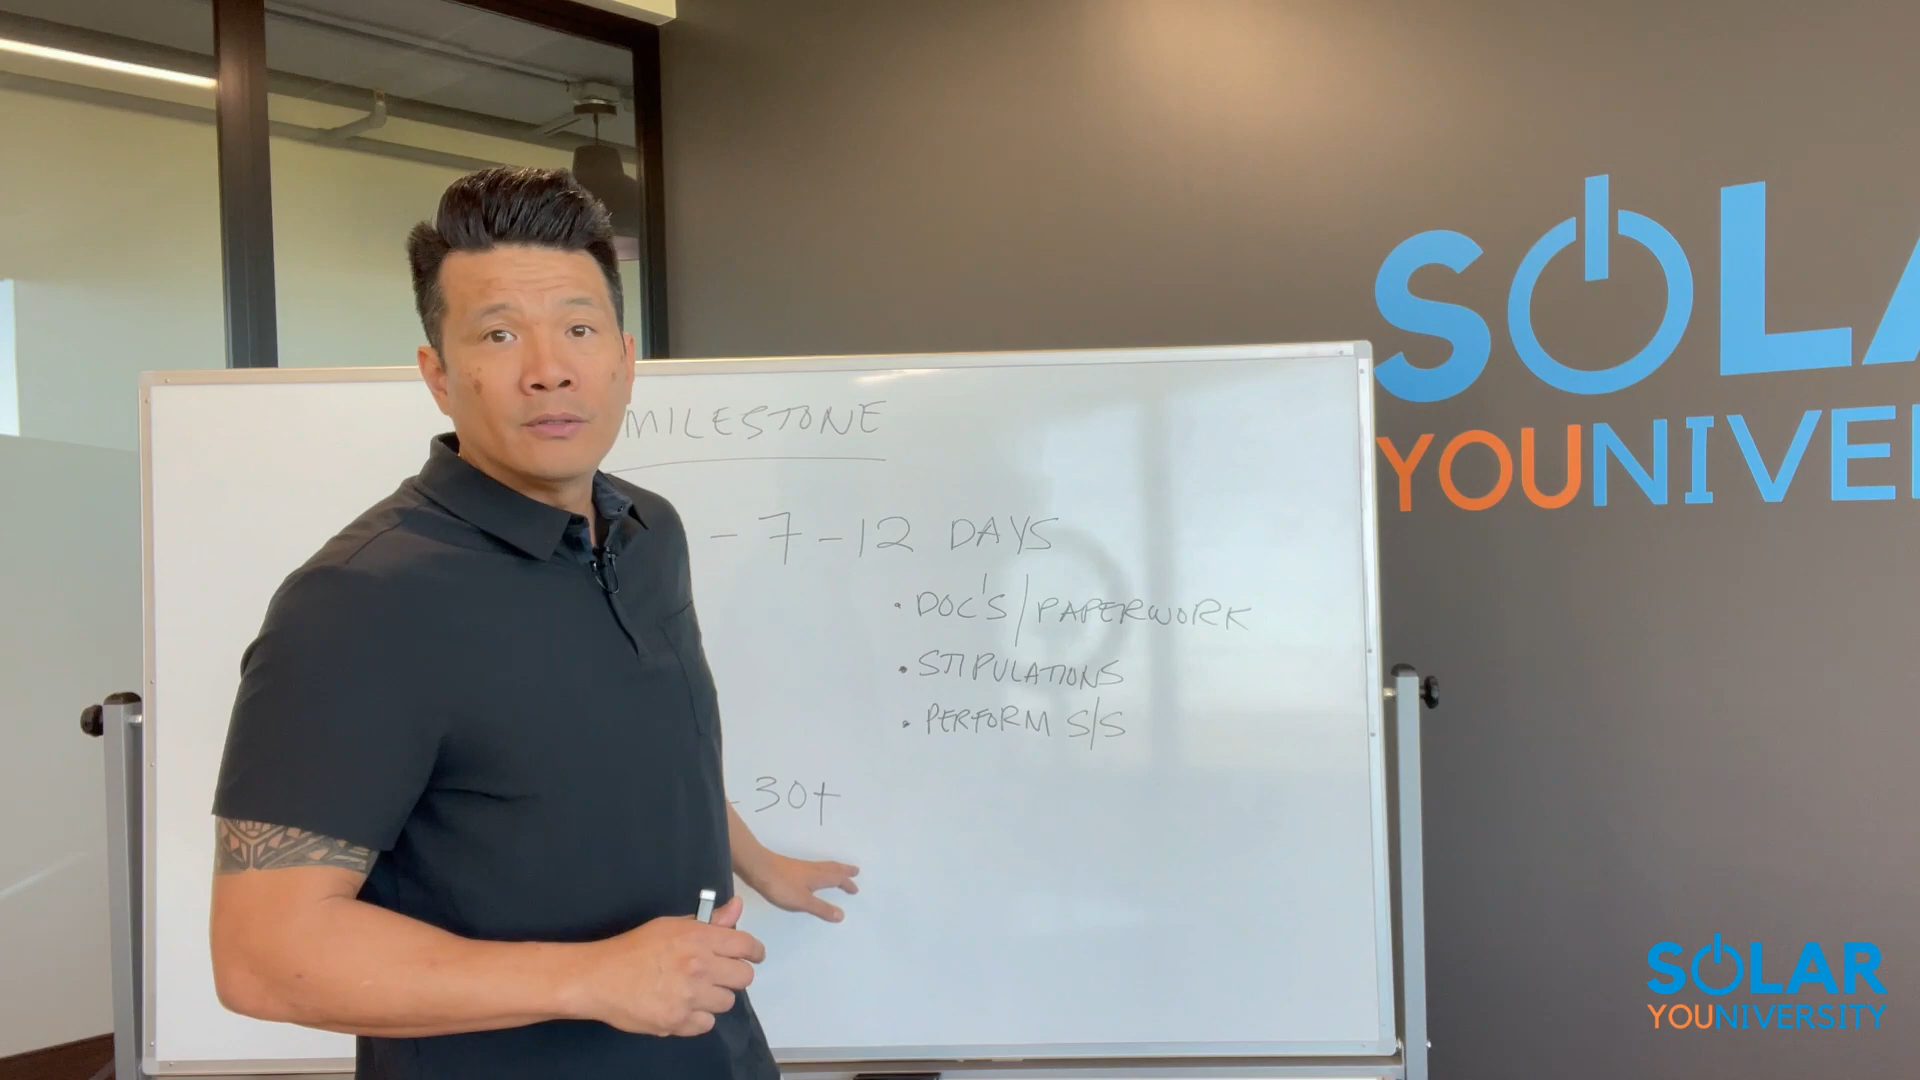 MILESTONE
- 7-12 DAYS
• DOC'S/PAPERWORK
• STIPULATIONS
• PERFORM S/S
- 30+
SOLA
YOUNIVE
SOLAR
YOUNIVERSITY